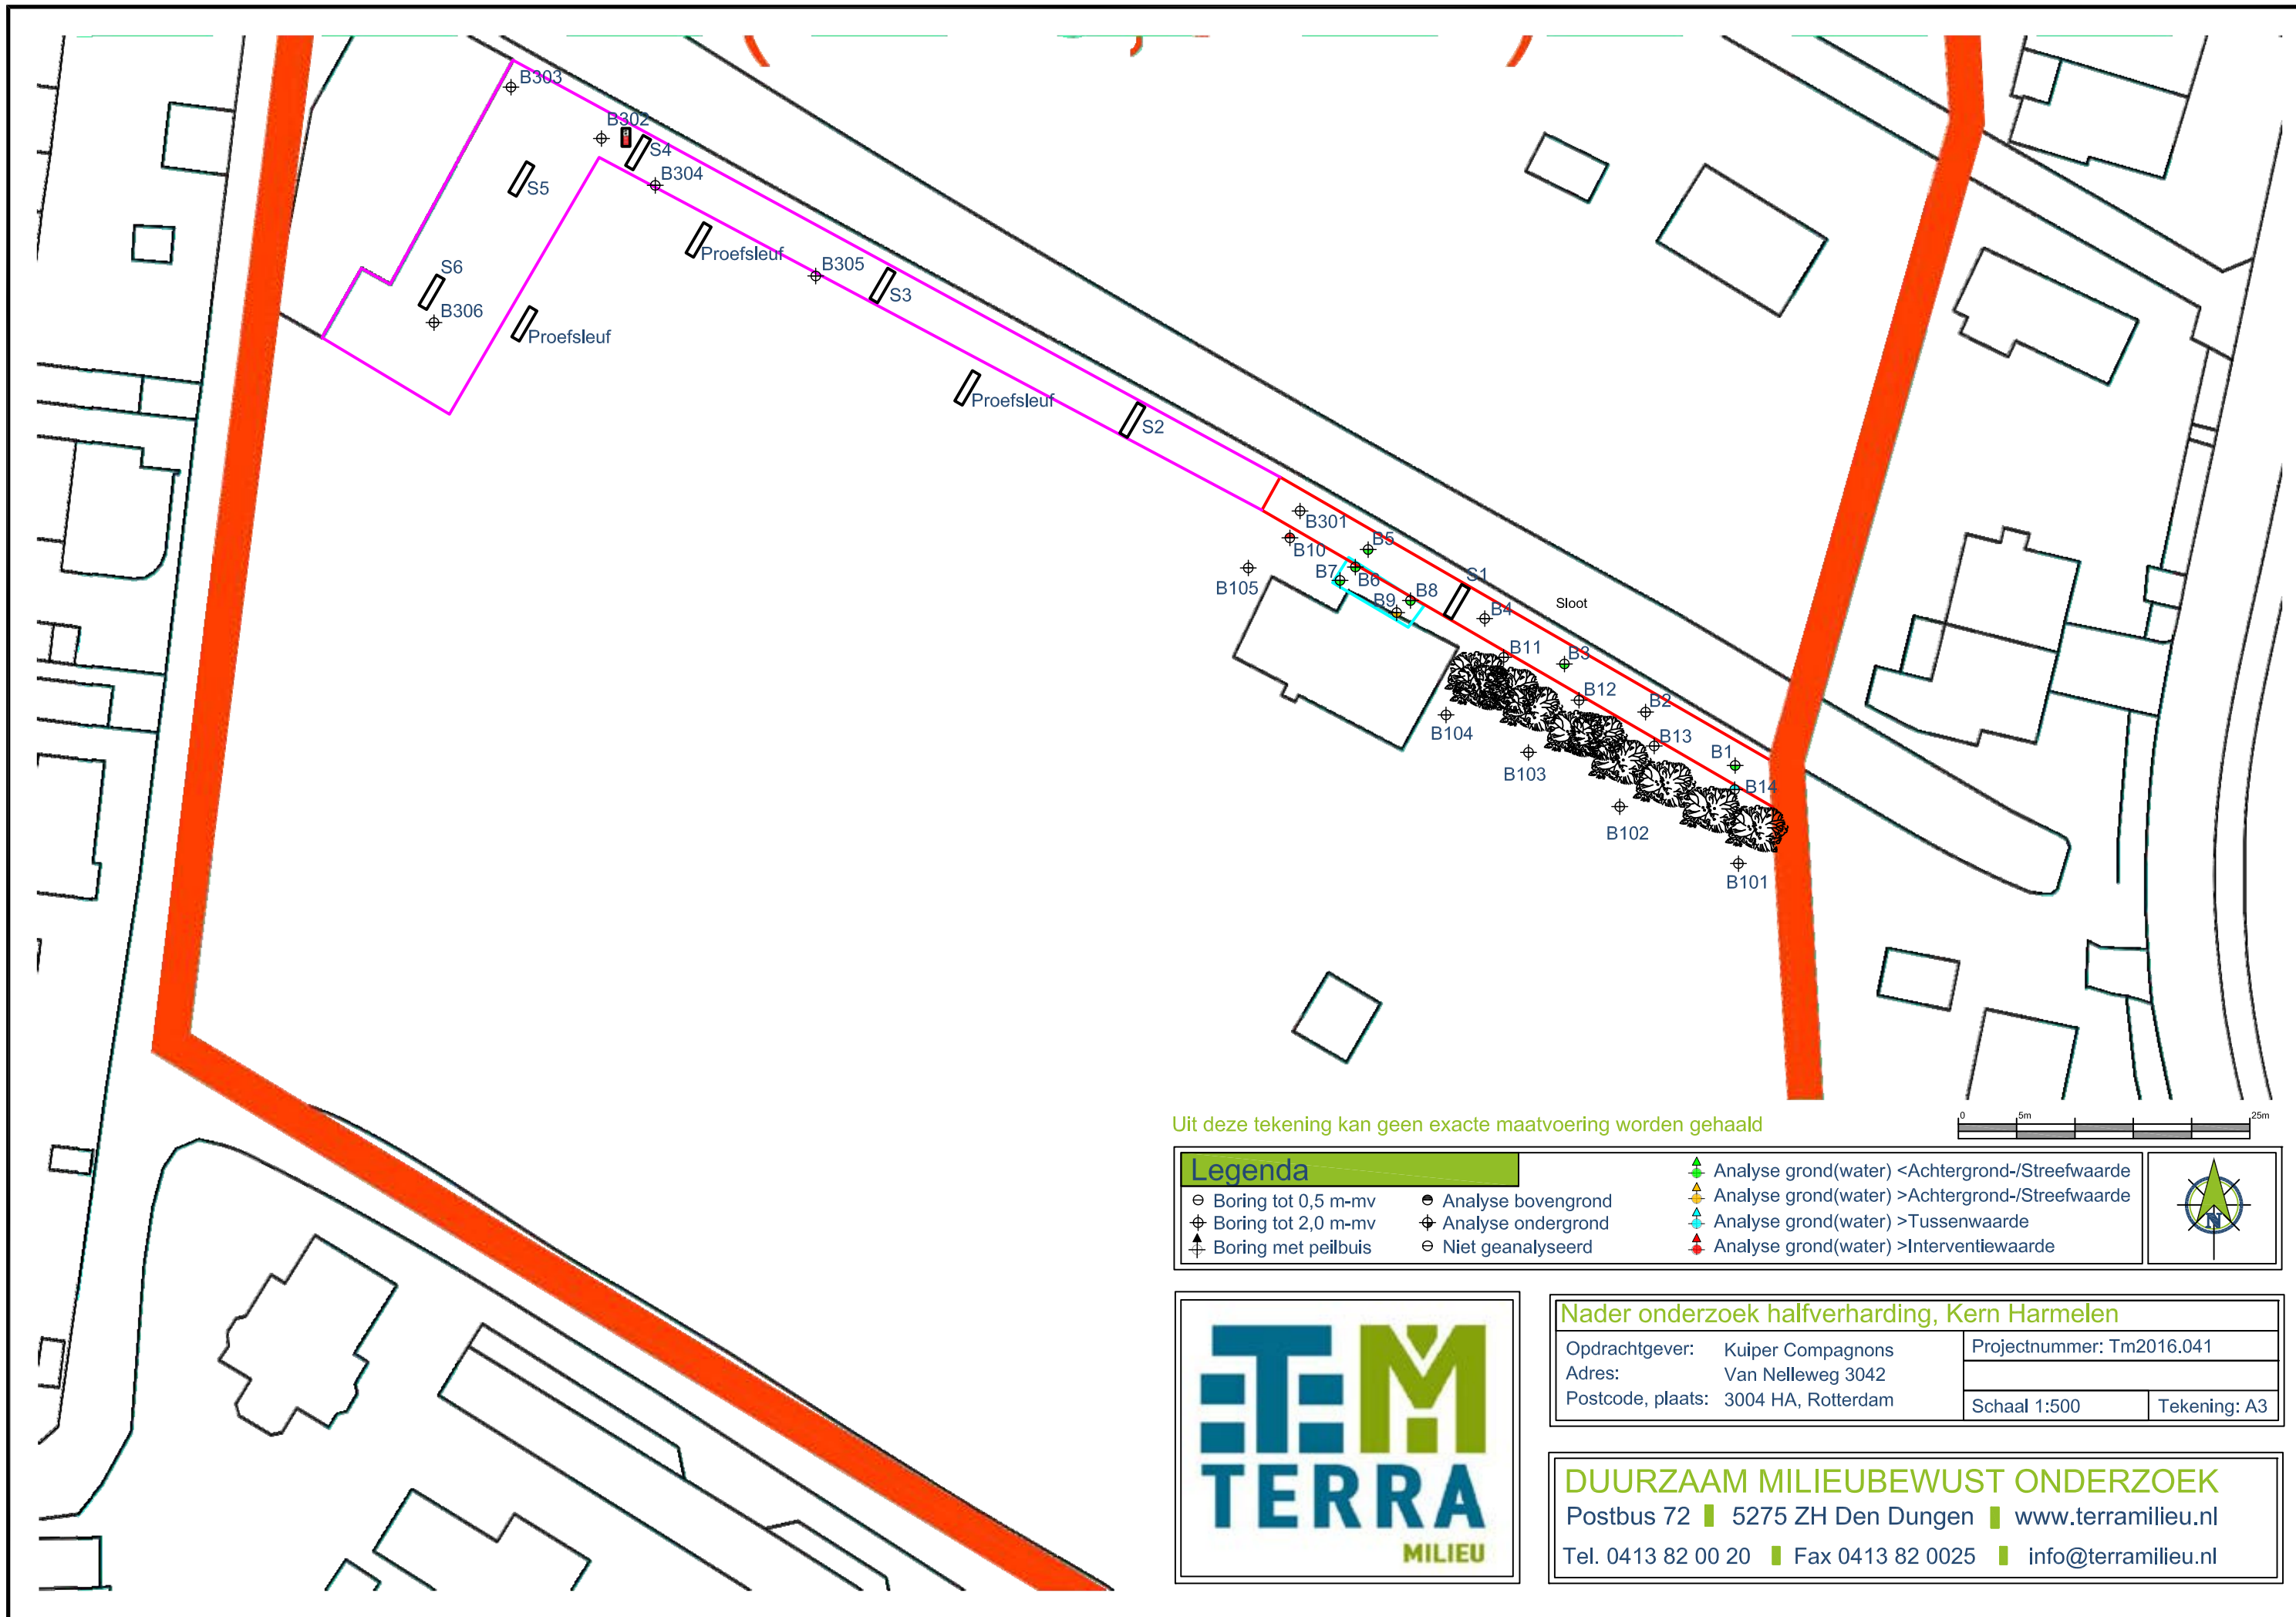 B303
B302
S4
B304
S5
Proefsleuf
B305
S6
S3
B306
Proefsleuf
Proefsleuf
S2
B301
B10
B5
B7
B6
B105
B9
B8
S1
B4
Sloot
B11
B3
B12
B2
B104
B13
B1
B103
B14
B102
B101
Uit deze tekening kan geen exacte maatvoering worden gehaald
0 5m 25m
Legenda
Boring tot 0,5 m-mv
Boring tot 2,0 m-mv
Boring met peilbuis
Analyse bovengrond
Analyse ondergrond
Niet geanalyseerd
Analyse grond(water) <Achtergrond-/Streefwaarde
Analyse grond(water) >Achtergrond-/Streefwaarde
Analyse grond(water) >Tussenwaarde
Analyse grond(water) >Interventiewaarde
N
TM
TERRA
MILIEU
Nader onderzoek halfverharding, Kern Harmelen
Opdrachtgever: Kuiper Compagnons
Adres: Van Nelleweg 3042
Postcode, plaats: 3004 HA, Rotterdam
Projectnummer: Tm2016.041
Schaal 1:500
Tekening: A3
DUURZAAM MILIEUBEWUST ONDERZOEK
Postbus 72 5275 ZH Den Dungen www.terramilieu.nl
Tel. 0413 82 00 20 Fax 0413 82 0025 info@terramilieu.nl